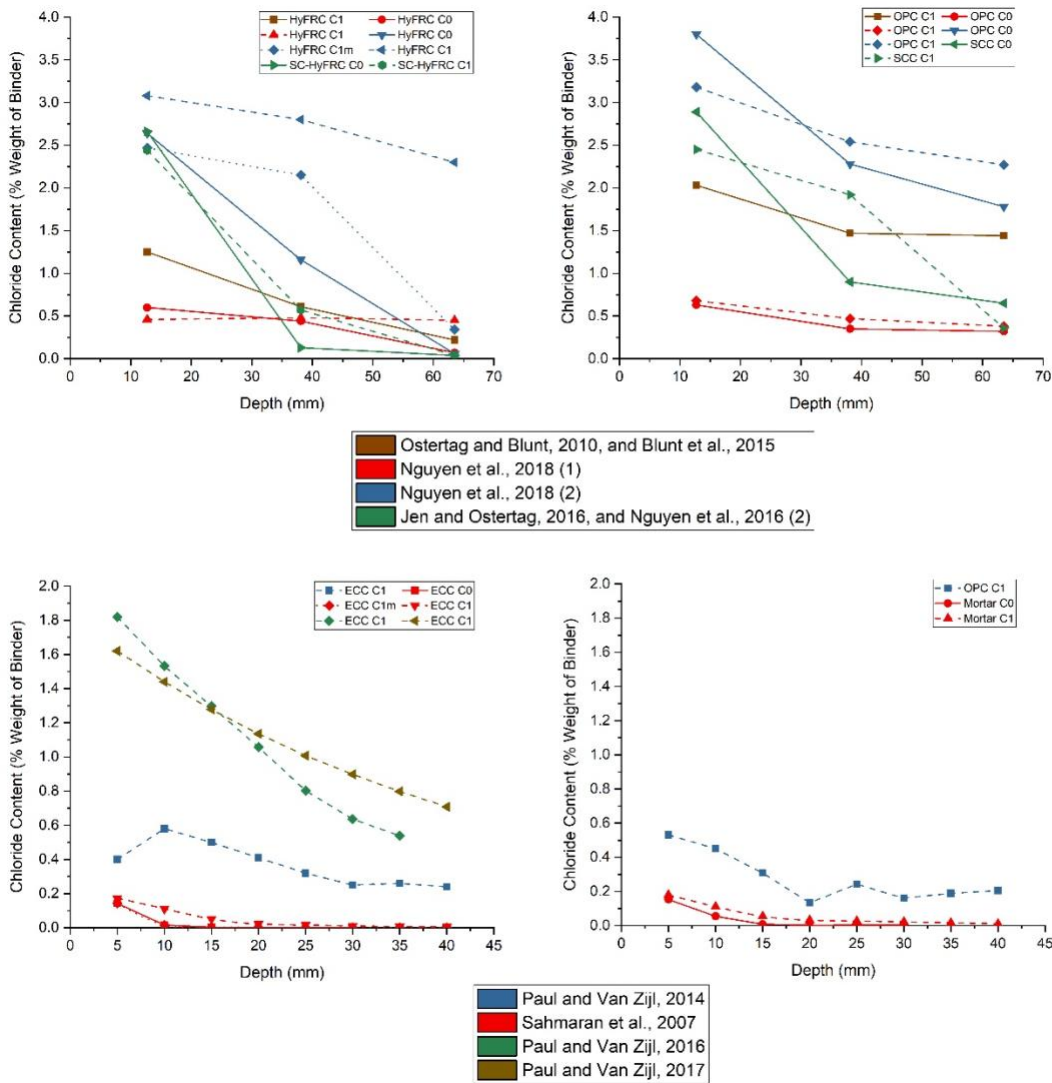 HyFRC C1 HyFRC C0
HyFRC C1 HyFRC C0
HyFRC C1m HyFRC C1
SC-HyFRC C0 SC-HyFRC C1
Chloride Content (% Weight of Binder)
4.0
3.5
3.0
2.5
2.0
1.5
1.0
0.5
0.0
0 10 20 30 40 50 60 70
Depth (mm)
OPC C1 OPC C0
OPC C1 OPC C0
OPC C1 SCC C0
SCC C1
Chloride Content (% Weight of Binder)
4.0
3.5
3.0
2.5
2.0
1.5
1.0
0.5
0.0
0 10 20 30 40 50 60 70
Depth (mm)
Ostertag and Blunt, 2010, and Blunt et al., 2015
Nguyen et al., 2018 (1)
Nguyen et al., 2018 (2)
Jen and Ostertag, 2016, and Nguyen et al., 2016 (2)
ECC C1 ECC C0
ECC C1m ECC C1
ECC C1 ECC C1
Chloride Content (% Weight of Binder)
2.0
1.8
1.6
1.4
1.2
1.0
0.8
0.6
0.4
0.2
0.0
0 5 10 15 20 25 30 35 40 45
Depth (mm)
OPC C1
Mortar C0
Mortar C1
Chloride Content (% Weight of Binder)
2.0
1.8
1.6
1.4
1.2
1.0
0.8
0.6
0.4
0.2
0.0
0 5 10 15 20 25 30 35 40 45
Depth (mm)
Paul and Van Zijl, 2014
Sahmaran et al., 2007
Paul and Van Zijl, 2016
Paul and Van Zijl, 2017